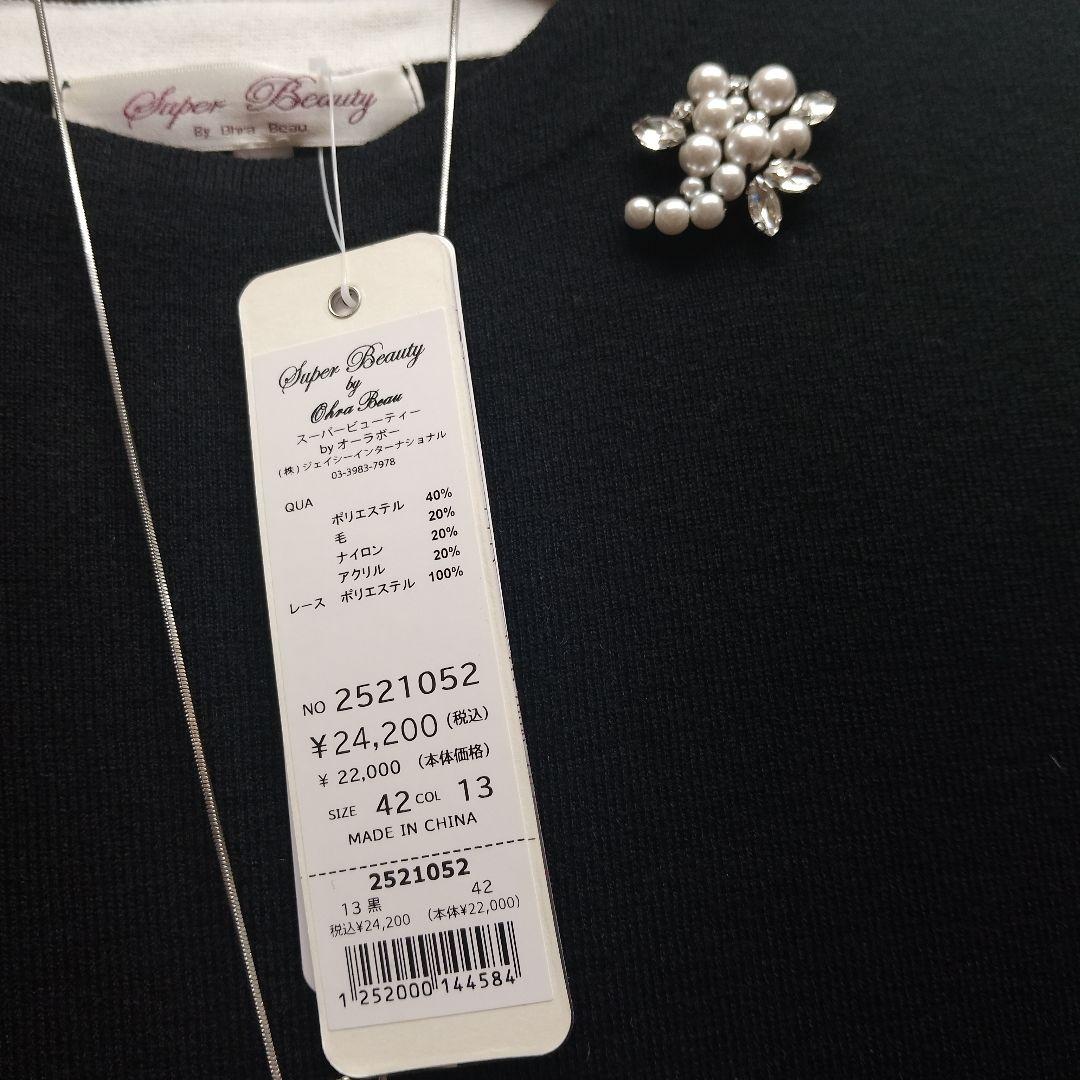 Super Beauty
By Ohra Beau
Super Beauty
by
Ohra Beau
スーパービューティー
by オーラボー
(株)ジェイシーインターナショナル
03-3983-7978
QUA
ポリエステル 40%
毛 20%
ナイロン 20%
アクリル 20%
レース ポリエステル 100%
NO 2521052
¥24,200 (税込)
¥ 22,000 (本体価格)
SIZE 42 COL 13
MADE IN CHINA
2521052
13 黒 42
税込¥24,200 (本体¥22,000)
1 252000 144584